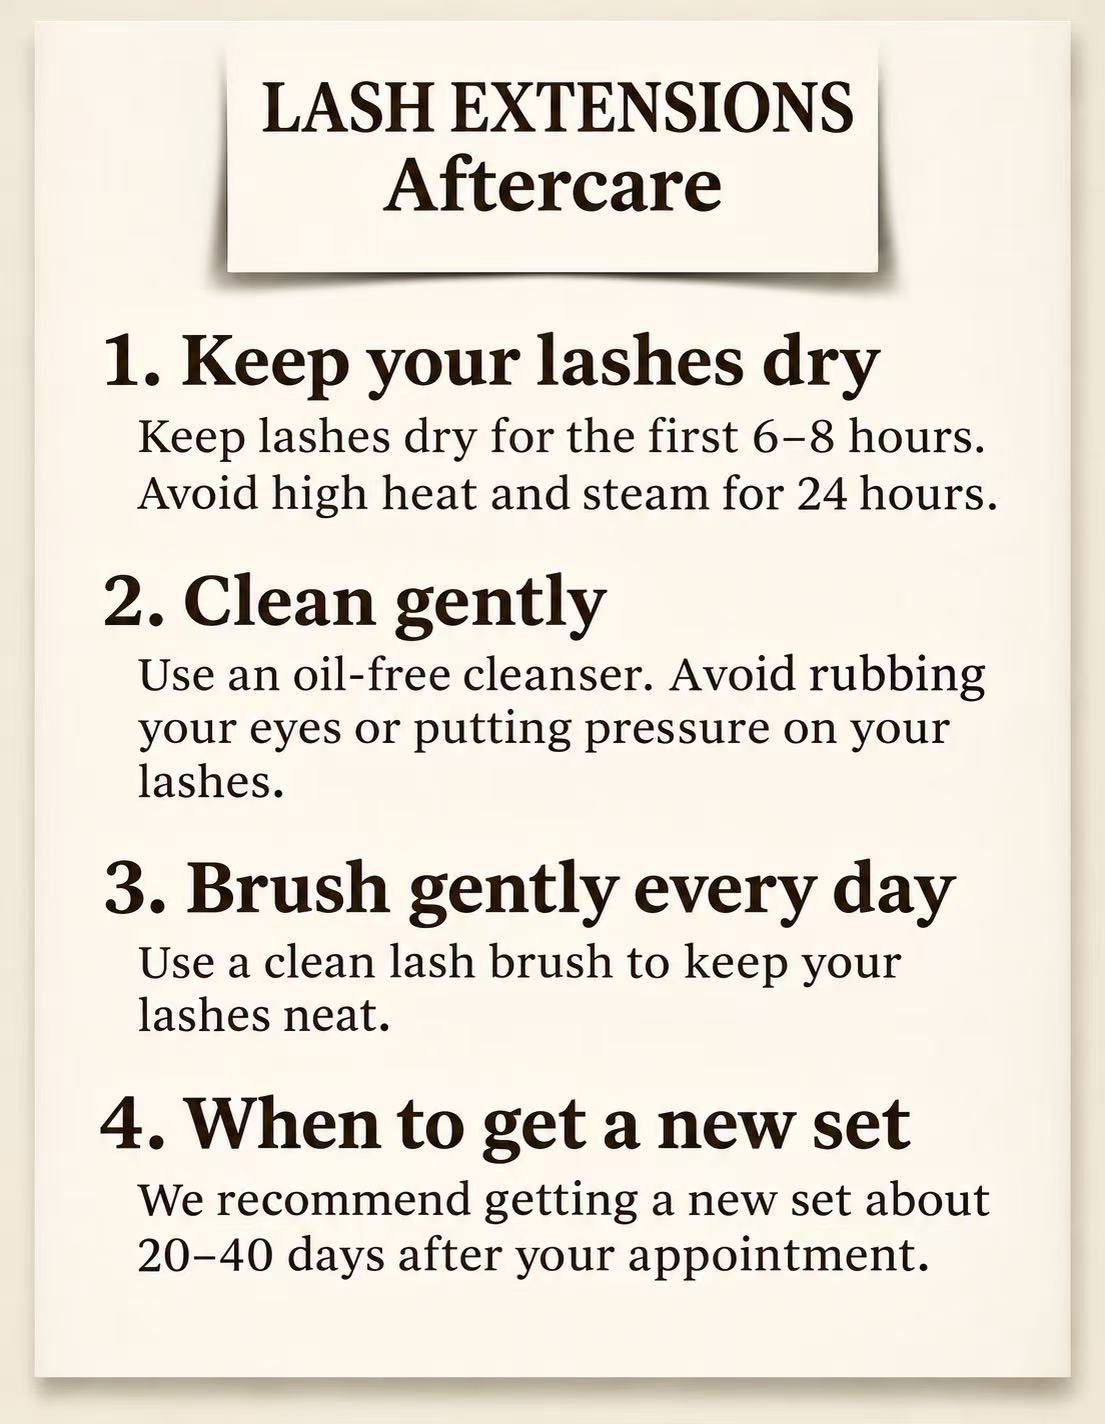 LASH EXTENSIONS
Aftercare
1. Keep your lashes dry
Keep lashes dry for the first 6–8 hours.
Avoid high heat and steam for 24 hours.
2. Clean gently
Use an oil-free cleanser. Avoid rubbing
your eyes or putting pressure on your
lashes.
3. Brush gently every day
Use a clean lash brush to keep your
lashes neat.
4. When to get a new set
We recommend getting a new set about
20–40 days after your appointment.